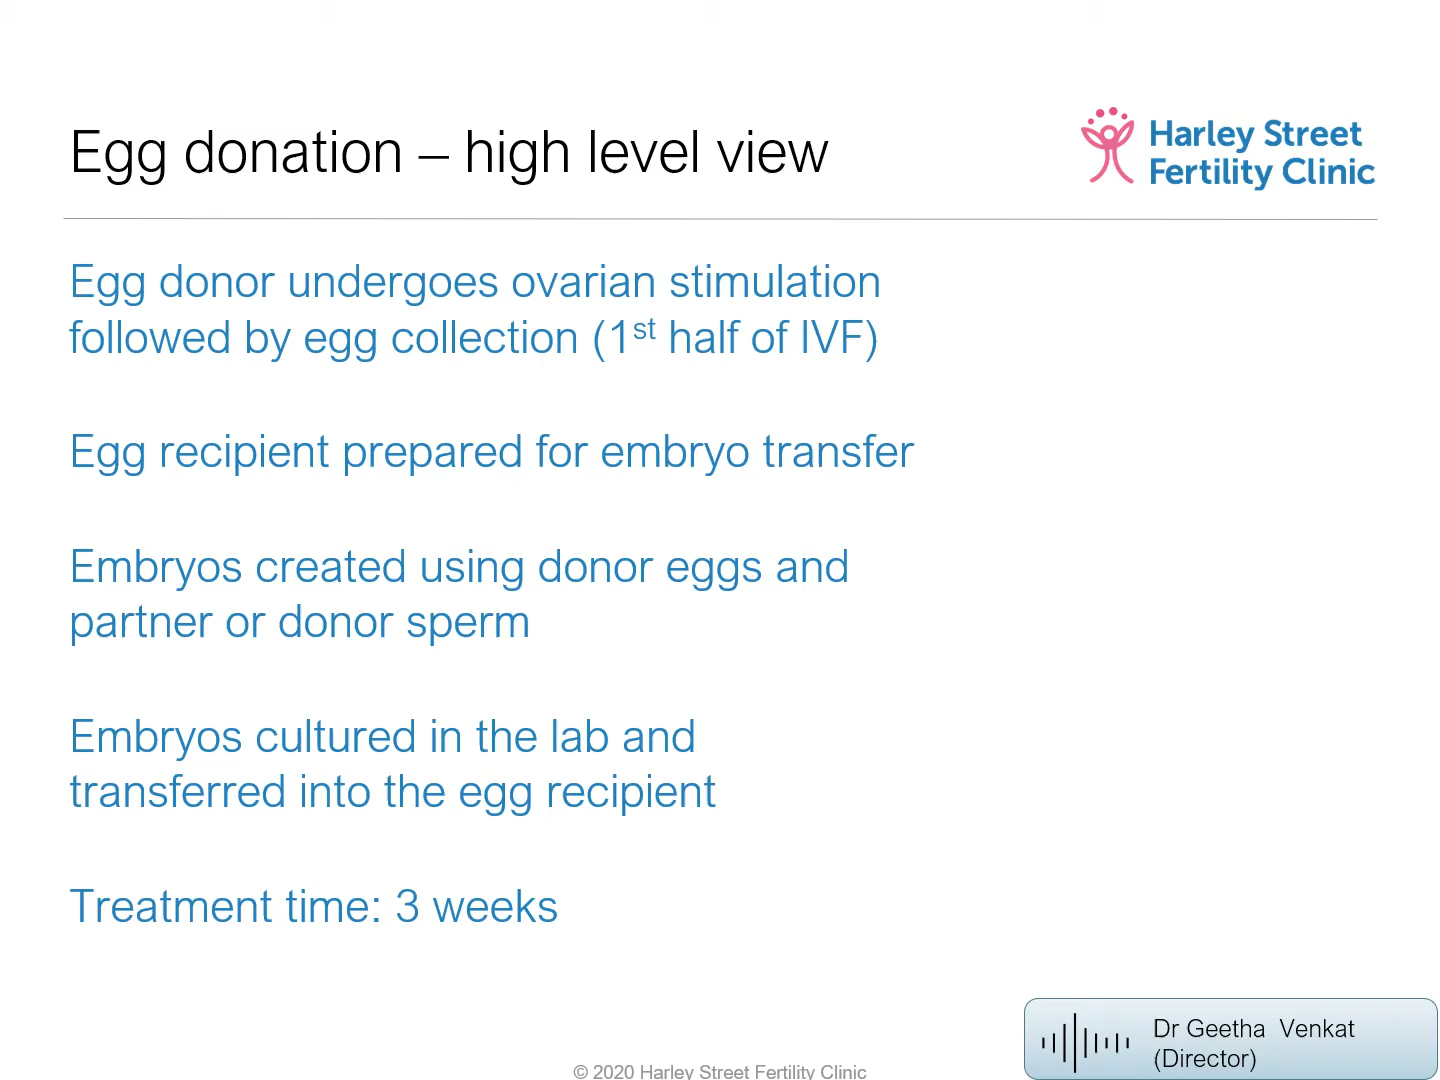 Egg donation – high level view
Harley Street
Fertility Clinic
Egg donor undergoes ovarian stimulation
followed by egg collection (1st half of IVF)
Egg recipient prepared for embryo transfer
Embryos created using donor eggs and
partner or donor sperm
Embryos cultured in the lab and
transferred into the egg recipient
Treatment time: 3 weeks
Dr Geetha  Venkat
(Director)
© 2020 Harley Street Fertility Clinic